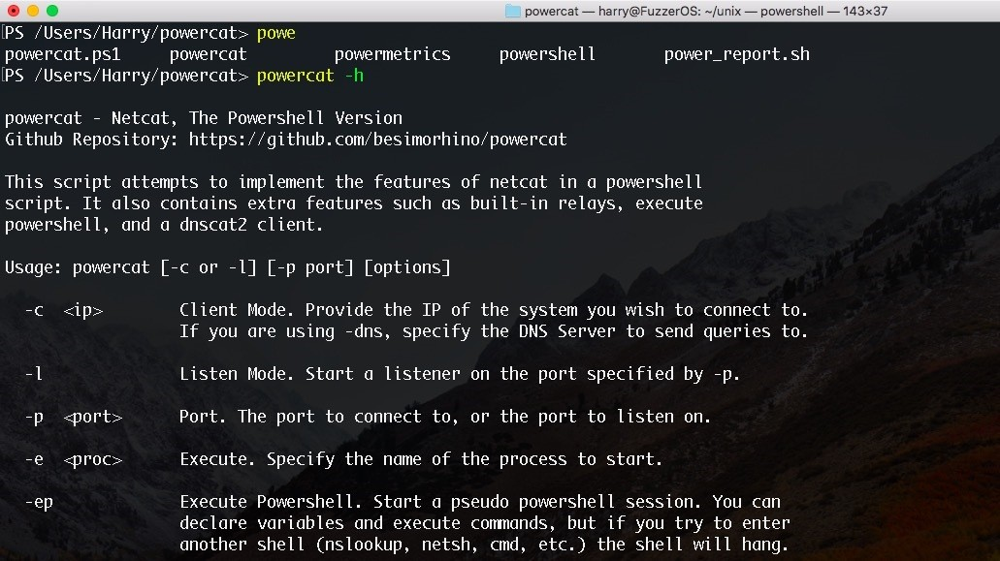 powercat — harry@FuzzerOS: ~/unix — powershell — 143×37
[PS /Users/Harry/powercat> powe
powercat.ps1 powercat powermetrics powershell power_report.sh
[PS /Users/Harry/powercat> powercat -h
powercat - Netcat, The Powershell Version
Github Repository: https://github.com/besimorhino/powercat
This script attempts to implement the features of netcat in a powershell
script. It also contains extra features such as built-in relays, execute
powershell, and a dnscat2 client.
Usage: powercat [-c or -l] [-p port] [options]
-c <ip> Client Mode. Provide the IP of the system you wish to connect to.
If you are using -dns, specify the DNS Server to send queries to.
-l Listen Mode. Start a listener on the port specified by -p.
-p <port> Port. The port to connect to, or the port to listen on.
-e <proc> Execute. Specify the name of the process to start.
-ep Execute Powershell. Start a pseudo powershell session. You can
declare variables and execute commands, but if you try to enter
another shell (nslookup, netsh, cmd, etc.) the shell will hang.